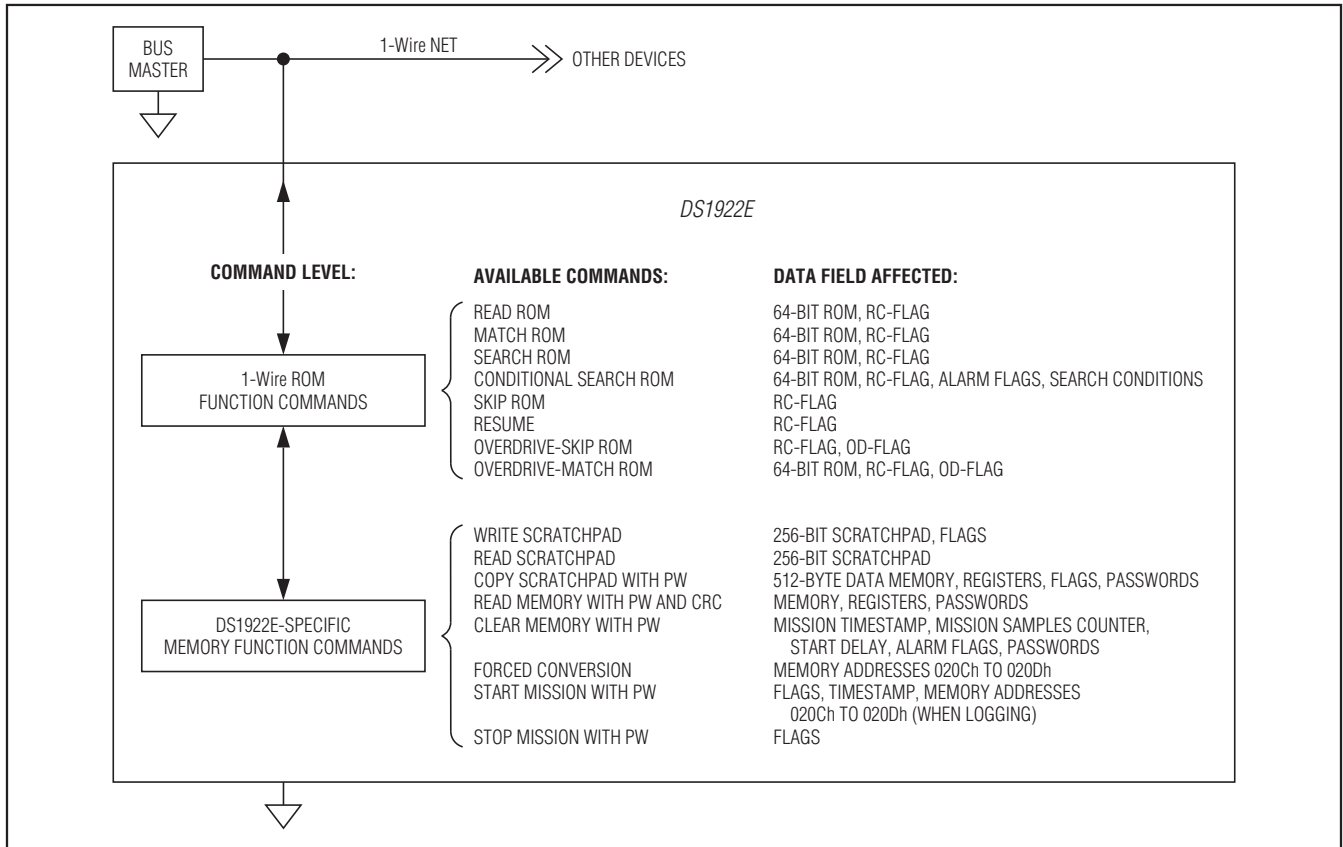 BUS
MASTER
1-Wire NET
OTHER DEVICES
DS1922E
COMMAND LEVEL:
AVAILABLE COMMANDS:
DATA FIELD AFFECTED:
1-Wire ROM
FUNCTION COMMANDS
READ ROM 64-BIT ROM, RC-FLAG
MATCH ROM 64-BIT ROM, RC-FLAG
SEARCH ROM 64-BIT ROM, RC-FLAG
CONDITIONAL SEARCH ROM 64-BIT ROM, RC-FLAG, ALARM FLAGS, SEARCH CONDITIONS
SKIP ROM RC-FLAG
RESUME RC-FLAG
OVERDRIVE-SKIP ROM RC-FLAG, OD-FLAG
OVERDRIVE-MATCH ROM 64-BIT ROM, RC-FLAG, OD-FLAG
DS1922E-SPECIFIC
MEMORY FUNCTION COMMANDS
WRITE SCRATCHPAD 256-BIT SCRATCHPAD, FLAGS
READ SCRATCHPAD 256-BIT SCRATCHPAD
COPY SCRATCHPAD WITH PW 512-BYTE DATA MEMORY, REGISTERS, FLAGS, PASSWORDS
READ MEMORY WITH PW AND CRC MEMORY, REGISTERS, PASSWORDS
CLEAR MEMORY WITH PW MISSION TIMESTAMP, MISSION SAMPLES COUNTER,
START DELAY, ALARM FLAGS, PASSWORDS
FORCED CONVERSION MEMORY ADDRESSES 020Ch TO 020Dh
START MISSION WITH PW FLAGS, TIMESTAMP, MEMORY ADDRESSES
020Ch TO 020Dh (WHEN LOGGING)
STOP MISSION WITH PW FLAGS